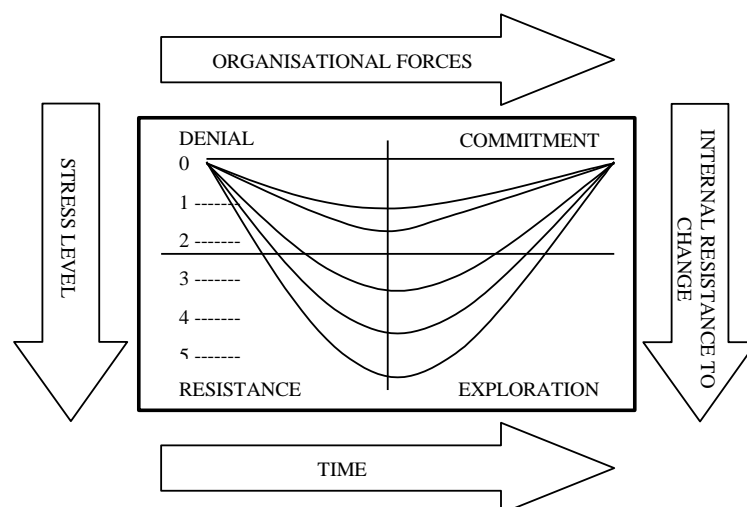 ORGANISATIONAL FORCES
DENIAL
COMMITMENT
0
1 -------
2 -------
3 -------
4 -------
5 -------
RESISTANCE
EXPLORATION
STRESS LEVEL
INTERNAL RESISTANCE TO
CHANGE
TIME